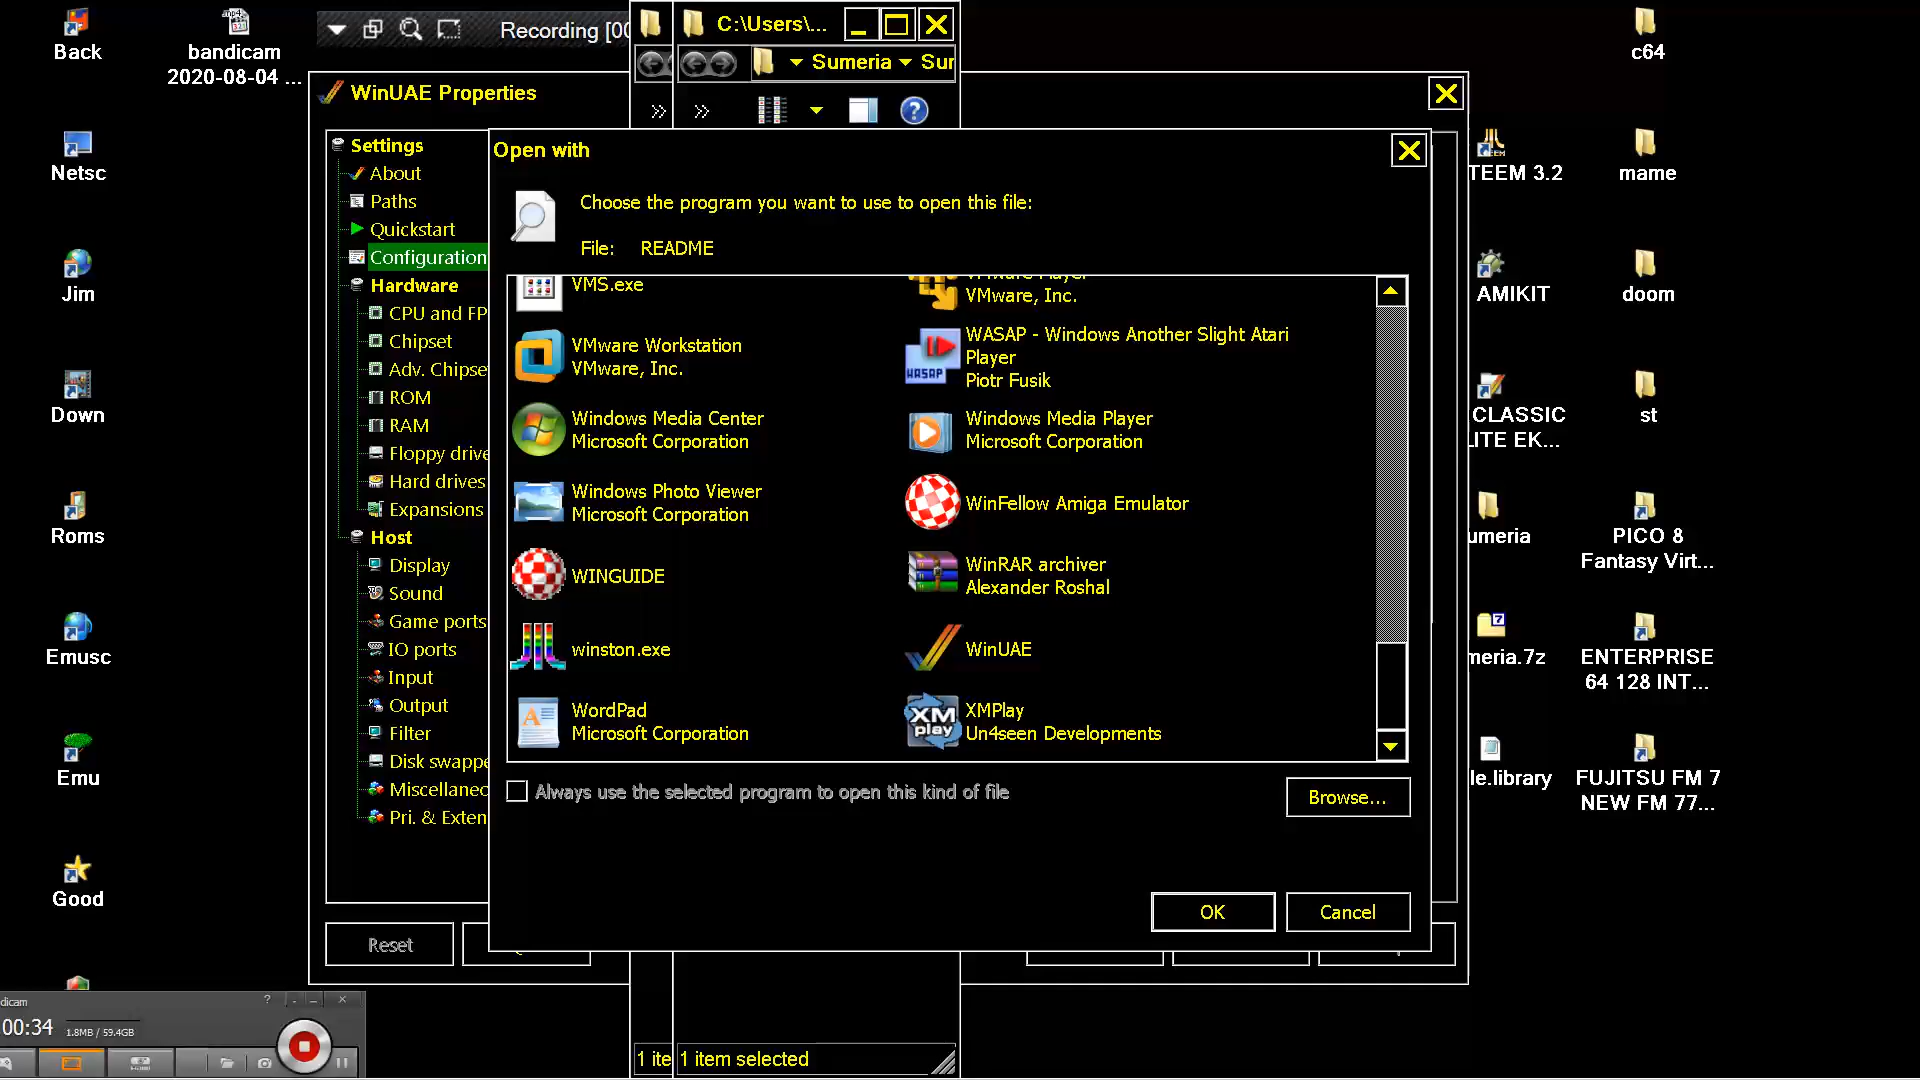 Back
bandicam
2020-08-04 ...
Netsc
Jim
Down
Roms
Emusc
Emu
Good
Recording [00
C:\Users\...
Sumeria
Sur
WinUAE Properties
Settings
About
Paths
Quickstart
Configuration
Hardware
CPU and FP
Chipset
Adv. Chipse
ROM
RAM
Floppy drive
Hard drives
Expansions
Host
Display
Sound
Game ports
IO ports
Input
Output
Filter
Disk swappe
Miscellaneo
Pri. & Exten
Reset
Open with
Choose the program you want to use to open this file:
File: README
VMS.exe
VMware Player
VMware, Inc.
VMware Workstation
VMware, Inc.
WASAP - Windows Another Slight Atari
Player
Piotr Fusik
Windows Media Center
Microsoft Corporation
Windows Media Player
Microsoft Corporation
Windows Photo Viewer
Microsoft Corporation
WinFellow Amiga Emulator
WINGUIDE
WinRAR archiver
Alexander Roshal
winston.exe
WinUAE
WordPad
Microsoft Corporation
XMPlay
Un4seen Developments
Always use the selected program to open this kind of file
Browse...
OK
Cancel
1 ite
1 item selected
dicam
00:34
1.8MB / 59.4GB
TEEM 3.2
AMIKIT
CLASSIC
LITE EK...
umeria
meria.7z
le.library
c64
mame
doom
st
PICO 8
Fantasy Virt...
ENTERPRISE
64 128 INT...
FUJITSU FM 7
NEW FM 77...